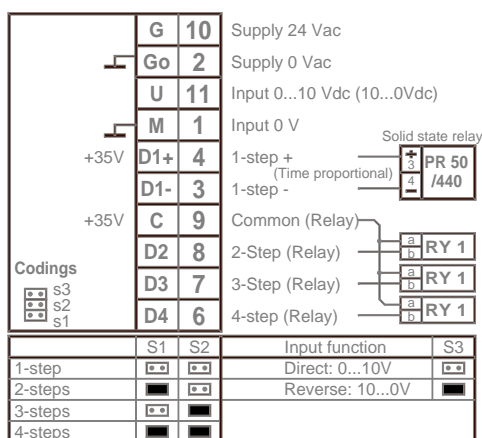 G 10 Supply 24 Vac
Go 2 Supply 0 Vac
U 11 Input 0...10 Vdc (10...0Vdc)
M 1 Input 0 V
Solid state relay
+35V D1+ 4 1-step + + 3 PR 50
(Time proportional)
D1- 3 1-step - 4 - /440
+35V C 9 Common (Relay)
D2 8 2-Step (Relay) a b RY 1
Codings
D3 7 3-Step (Relay) a b RY 1
s3
s2
s1
D4 6 4-step (Relay) a b RY 1
S1 S2 Input function S3
1-step Direct: 0...10V
2-steps Reverse: 10...0V
3-steps
4-steps